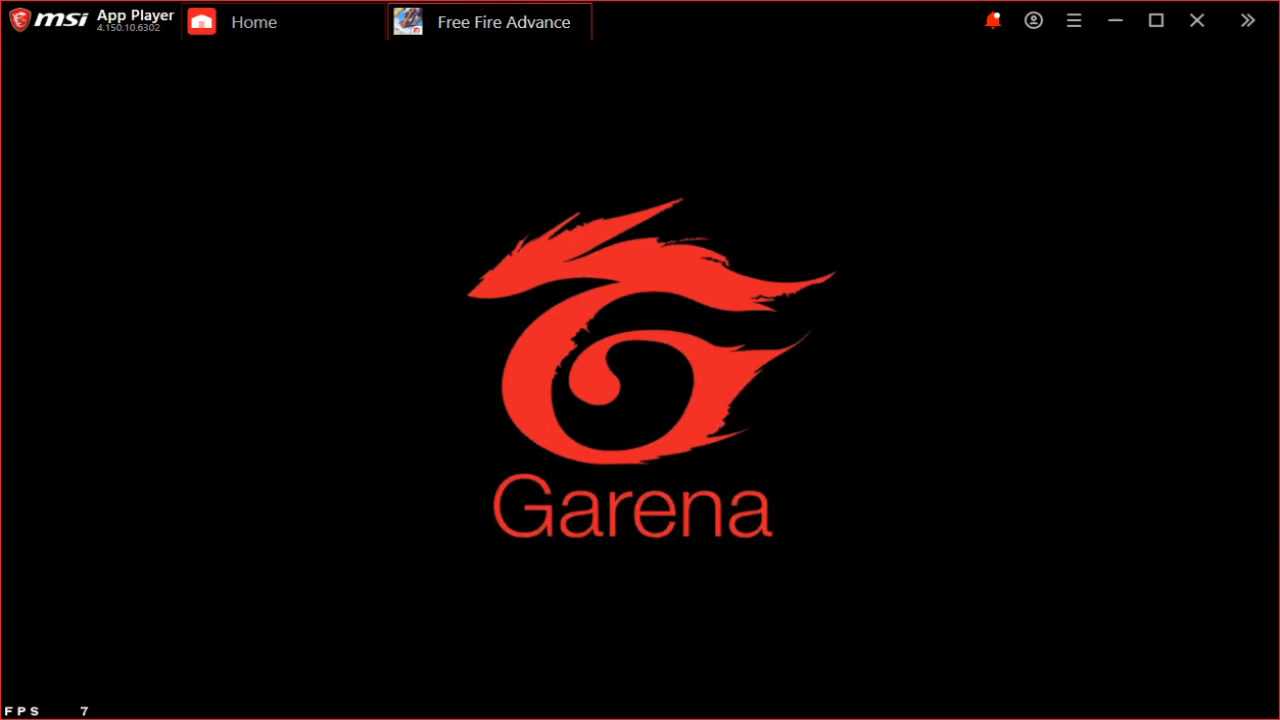 msi App Player
4.150.10.6302
Home
Free Fire Advance
Garena
FPS 7